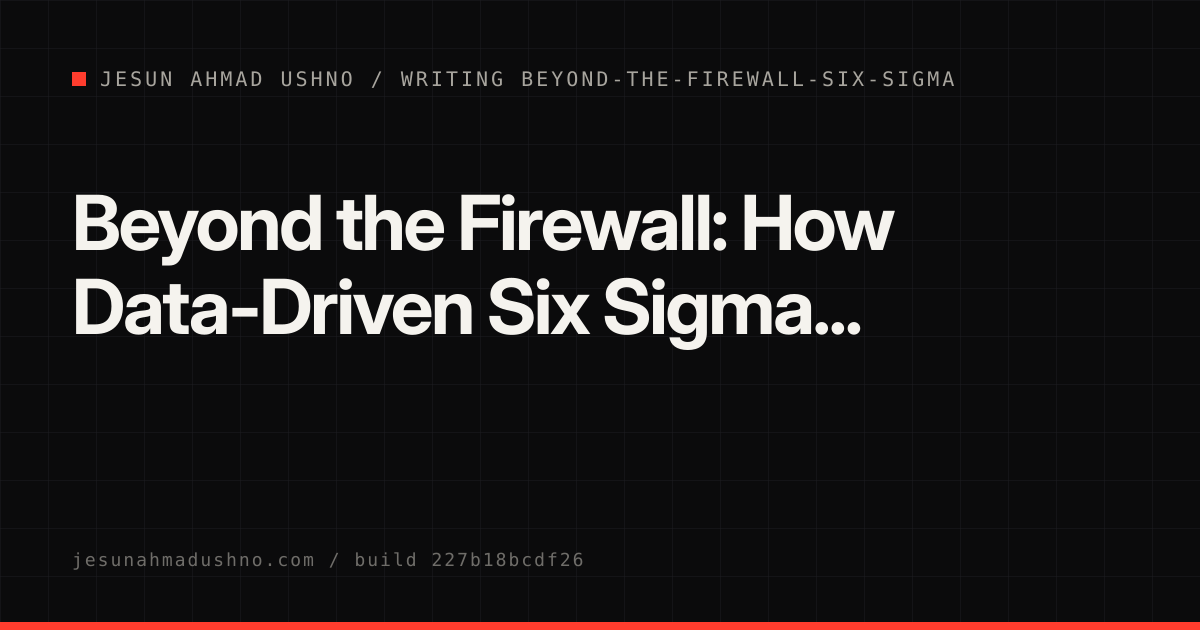 JESUN AHMAD USHNO / WRITING BEYOND-THE-FIREWALL-SIX-SIGMA
Beyond the Firewall: How
Data-Driven Six Sigma…
jesunahmadushno.com / build 227b18bcdf26